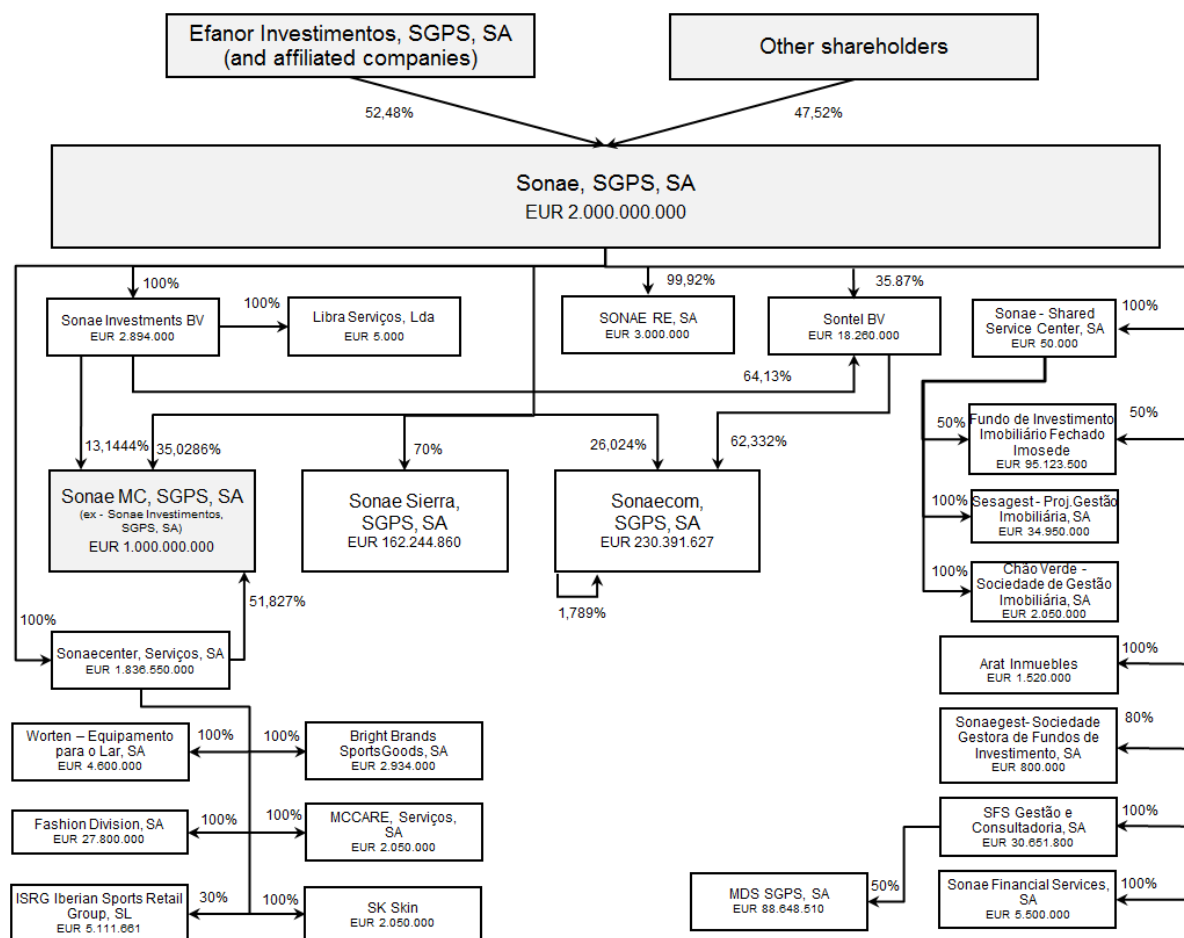 Efanor Investimentos, SGPS, SA
(and affiliated companies)
Other shareholders
52,48%
47,52%
Sonae, SGPS, SA
EUR 2.000.000.000
100%
99,92%
35.87%
Sonae Investments BV
EUR 2.894.000
100%
Libra Serviços, Lda
EUR 5.000
SONAE RE, SA
EUR 3.000.000
Sontel BV
EUR 18.260.000
Sonae - Shared
Service Center, SA
EUR 50.000
100%
64,13%
13,1444%
35,0286%
70%
26,024%
62,332%
50%
Fundo de Investimento
Imobiliário Fechado
Imosede
EUR 95.123.500
50%
Sonae MC, SGPS, SA
(ex - Sonae Investimentos,
SGPS, SA)
EUR 1.000.000.000
Sonae Sierra,
SGPS, SA
EUR 162.244.860
Sonaecom,
SGPS, SA
EUR 230.391.627
100%
Sesagest - Proj.Gestão
Imobiliária, SA
EUR 34.950.000
100%
Chão Verde -
Sociedade de Gestão
Imobiliária, SA
EUR 2.050.000
51,827%
1,789%
100%
Sonaecenter, Serviços, SA
EUR 1.836.550.000
Arat Inmuebles
EUR 1.520.000
100%
Worten – Equipamento
para o Lar, SA
EUR 4.600.000
100%
100%
Bright Brands
SportsGoods, SA
EUR 2.934.000
Sonaegest- Sociedade
Gestora de Fundos de
Investimento, SA
EUR 800.000
80%
Fashion Division, SA
EUR 27.800.000
100%
100%
MCCARE, Serviços,
SA
EUR 2.050.000
SFS Gestão e
Consultadoria, SA
EUR 30.651.800
100%
ISRG Iberian Sports Retail
Group, SL
EUR 5.111.661
30%
100%
SK Skin
EUR 2.050.000
MDS SGPS, SA
EUR 88.648.510
50%
Sonae Financial Services,
SA
EUR 5.500.000
100%